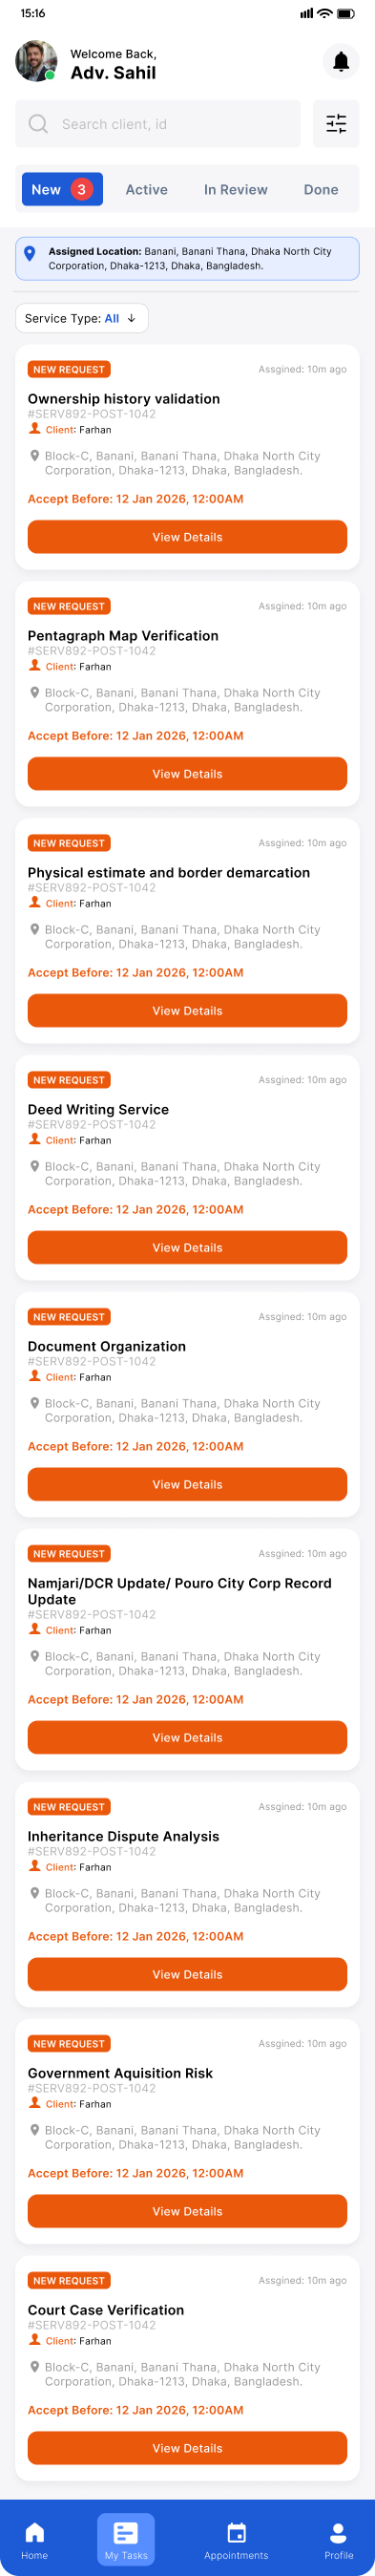 15:16
Welcome Back,
Adv. Sahil
Search client, id
New 3 Active In Review Done
Assigned Location: Banani, Banani Thana, Dhaka North City
Corporation, Dhaka-1213, Dhaka, Bangladesh.
Service Type: All ↓
NEW REQUEST Assgined: 10m ago
Ownership history validation
#SERV892-POST-1042
Client: Farhan
Block-C, Banani, Banani Thana, Dhaka North City
Corporation, Dhaka-1213, Dhaka, Bangladesh.
Accept Before: 12 Jan 2026, 12:00AM
View Details
NEW REQUEST Assgined: 10m ago
Pentagraph Map Verification
#SERV892-POST-1042
Client: Farhan
Block-C, Banani, Banani Thana, Dhaka North City
Corporation, Dhaka-1213, Dhaka, Bangladesh.
Accept Before: 12 Jan 2026, 12:00AM
View Details
NEW REQUEST Assgined: 10m ago
Physical estimate and border demarcation
#SERV892-POST-1042
Client: Farhan
Block-C, Banani, Banani Thana, Dhaka North City
Corporation, Dhaka-1213, Dhaka, Bangladesh.
Accept Before: 12 Jan 2026, 12:00AM
View Details
NEW REQUEST Assgined: 10m ago
Deed Writing Service
#SERV892-POST-1042
Client: Farhan
Block-C, Banani, Banani Thana, Dhaka North City
Corporation, Dhaka-1213, Dhaka, Bangladesh.
Accept Before: 12 Jan 2026, 12:00AM
View Details
NEW REQUEST Assgined: 10m ago
Document Organization
#SERV892-POST-1042
Client: Farhan
Block-C, Banani, Banani Thana, Dhaka North City
Corporation, Dhaka-1213, Dhaka, Bangladesh.
Accept Before: 12 Jan 2026, 12:00AM
View Details
NEW REQUEST Assgined: 10m ago
Namjari/DCR Update/ Pouro City Corp Record
Update
#SERV892-POST-1042
Client: Farhan
Block-C, Banani, Banani Thana, Dhaka North City
Corporation, Dhaka-1213, Dhaka, Bangladesh.
Accept Before: 12 Jan 2026, 12:00AM
View Details
NEW REQUEST Assgined: 10m ago
Inheritance Dispute Analysis
#SERV892-POST-1042
Client: Farhan
Block-C, Banani, Banani Thana, Dhaka North City
Corporation, Dhaka-1213, Dhaka, Bangladesh.
Accept Before: 12 Jan 2026, 12:00AM
View Details
NEW REQUEST Assgined: 10m ago
Government Aquisition Risk
#SERV892-POST-1042
Client: Farhan
Block-C, Banani, Banani Thana, Dhaka North City
Corporation, Dhaka-1213, Dhaka, Bangladesh.
Accept Before: 12 Jan 2026, 12:00AM
View Details
NEW REQUEST Assgined: 10m ago
Court Case Verification
#SERV892-POST-1042
Client: Farhan
Block-C, Banani, Banani Thana, Dhaka North City
Corporation, Dhaka-1213, Dhaka, Bangladesh.
Accept Before: 12 Jan 2026, 12:00AM
View Details
Home My Tasks Appointments Profile